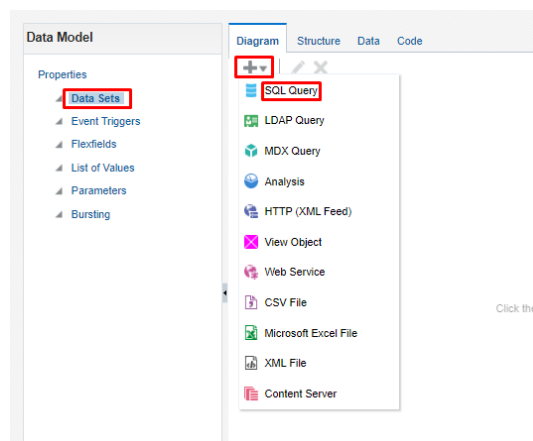 Data Model
Properties
Data Sets
Event Triggers
Flexfields
List of Values
Parameters
Bursting
Diagram Structure Data Code
SQL Query
LDAP Query
MDX Query
Analysis
HTTP (XML Feed)
View Object
Web Service
CSV File
Microsoft Excel File
XML File
Content Server
Click the